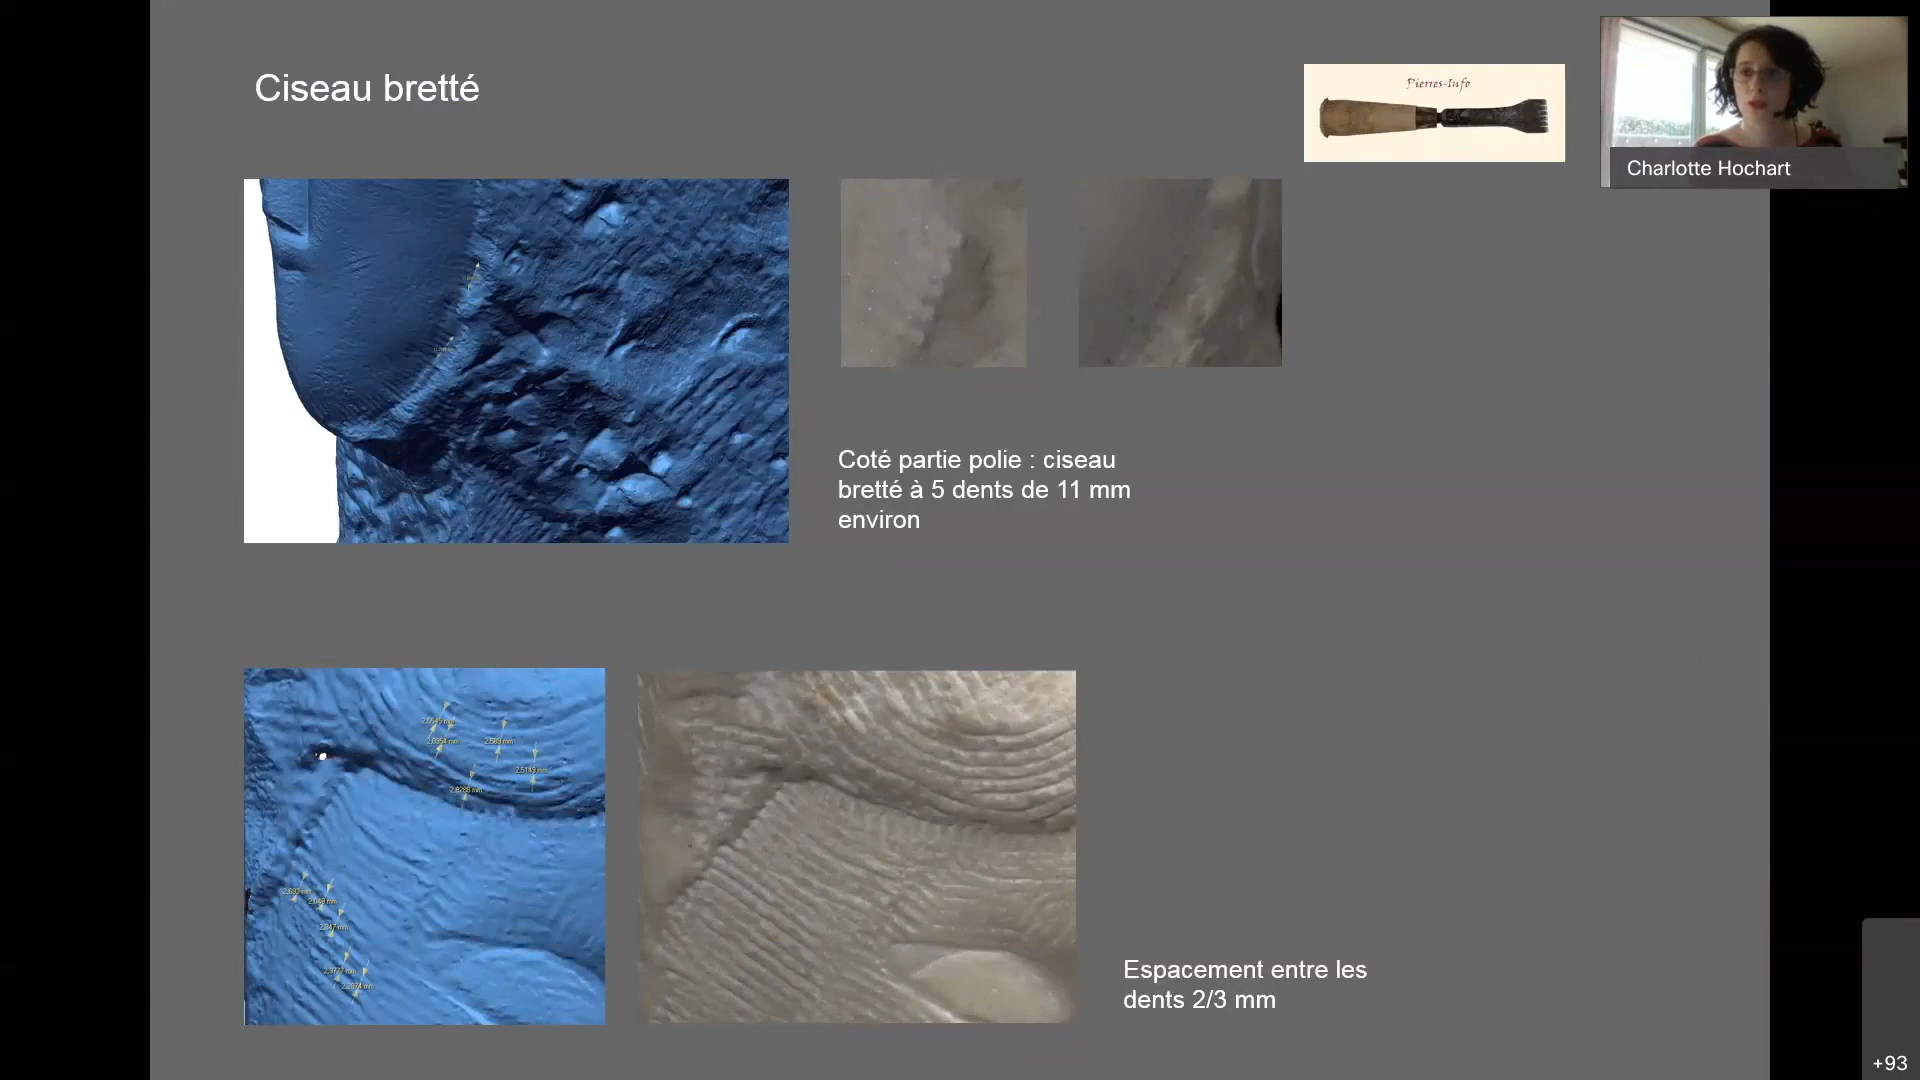 Ciseau bretté
Pierres-Info
Charlotte Hochart
Coté partie polie : ciseau
bretté à 5 dents de 11 mm
environ
Espacement entre les
dents 2/3 mm
+93